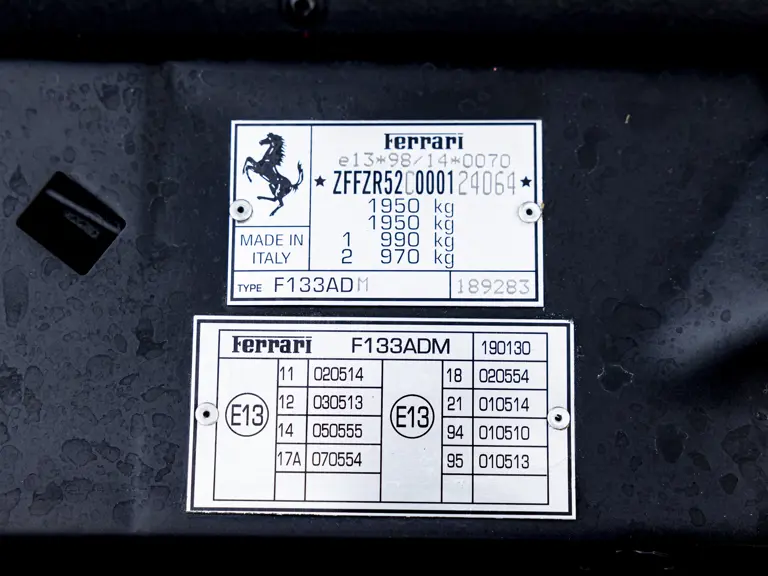 Ferrari
e13*98/14*0070
★ ZFFZR52C000124064 ★
1950 kg
1950 kg
1 990 kg
2 970 kg
MADE IN
ITALY
TYPE F133ADM 189283
Ferrari F133ADM 190130
E13
11 020514
12 030513
14 050555
17A 070554
E13
18 020554
21 010514
94 010510
95 010513